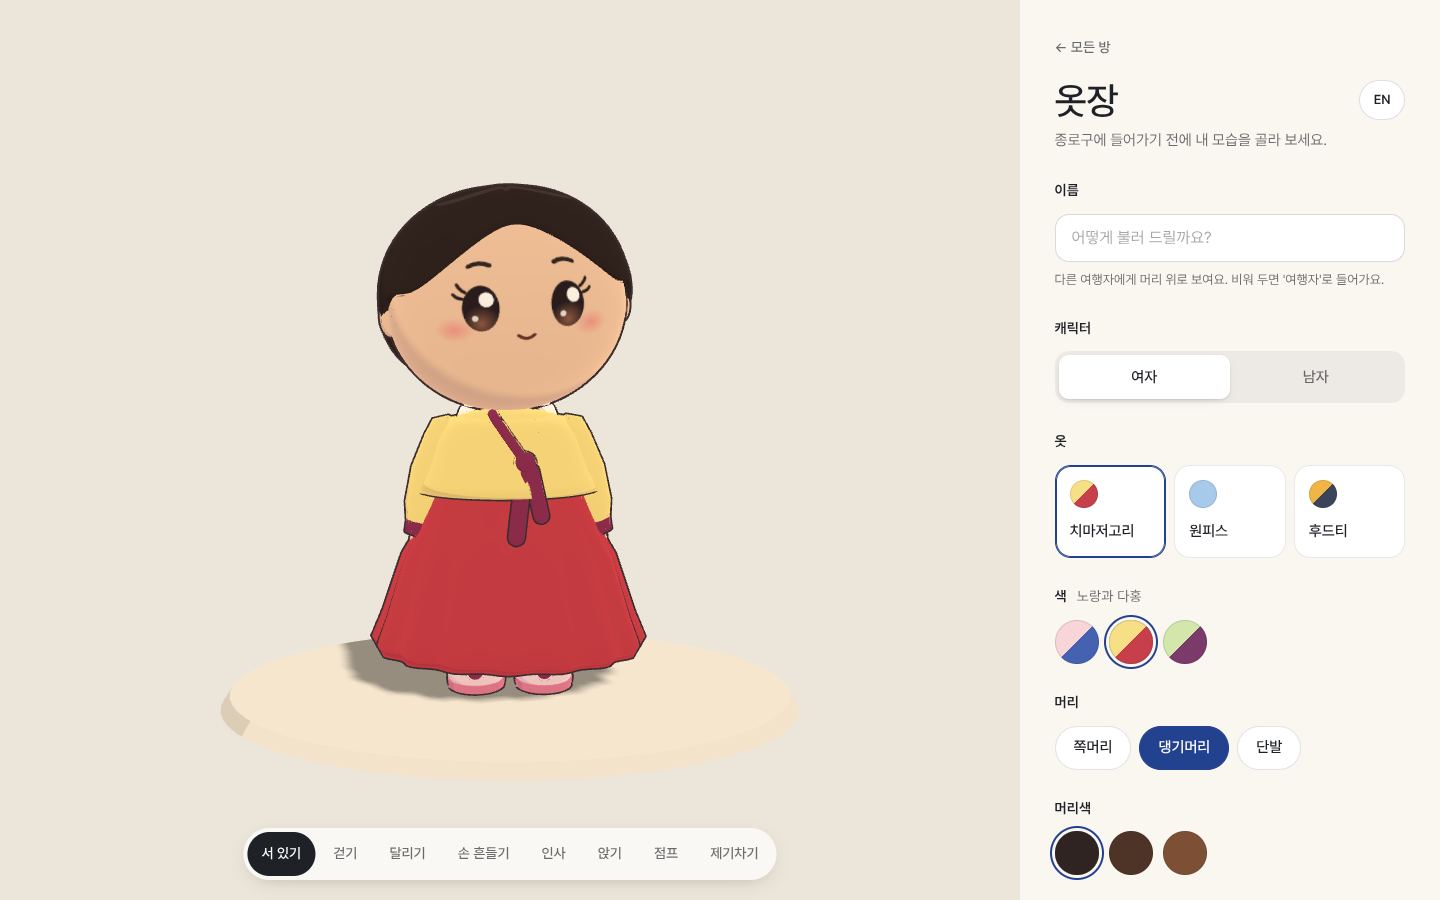 ← 모든 방
옷장
EN
종로구에 들어가기 전에 내 모습을 골라 보세요.
이름
어떻게 불러 드릴까요?
다른 여행자에게 머리 위로 보여요. 비워 두면 '여행자'로 들어가요.
캐릭터
여자 남자
옷
치마저고리 원피스 후드티
색 노랑과 다홍
머리
쪽머리 댕기머리 단발
머리색
서 있기 걷기 달리기 손 흔들기 인사 앉기 점프 제기차기